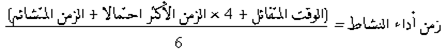 زمن أداء النشاط = (الوقت المتفائل + 4 × الزمن الأكثر احتمالا + الزمن المتشائم)
6